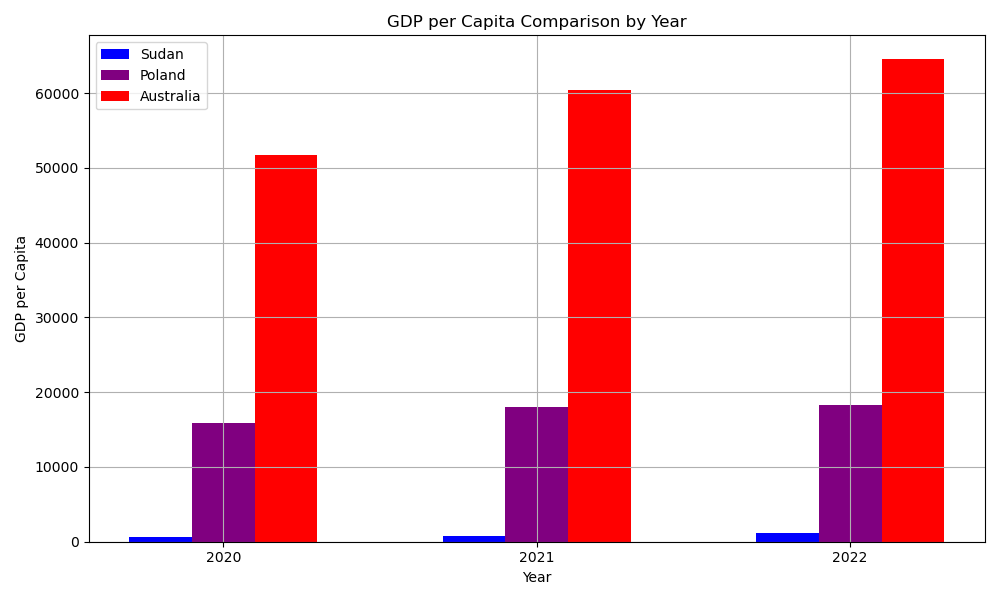 GDP per Capita Comparison by Year
Sudan
Poland
Australia
GDP per Capita
60000
50000
40000
30000
20000
10000
0
2020 2021 2022
Year